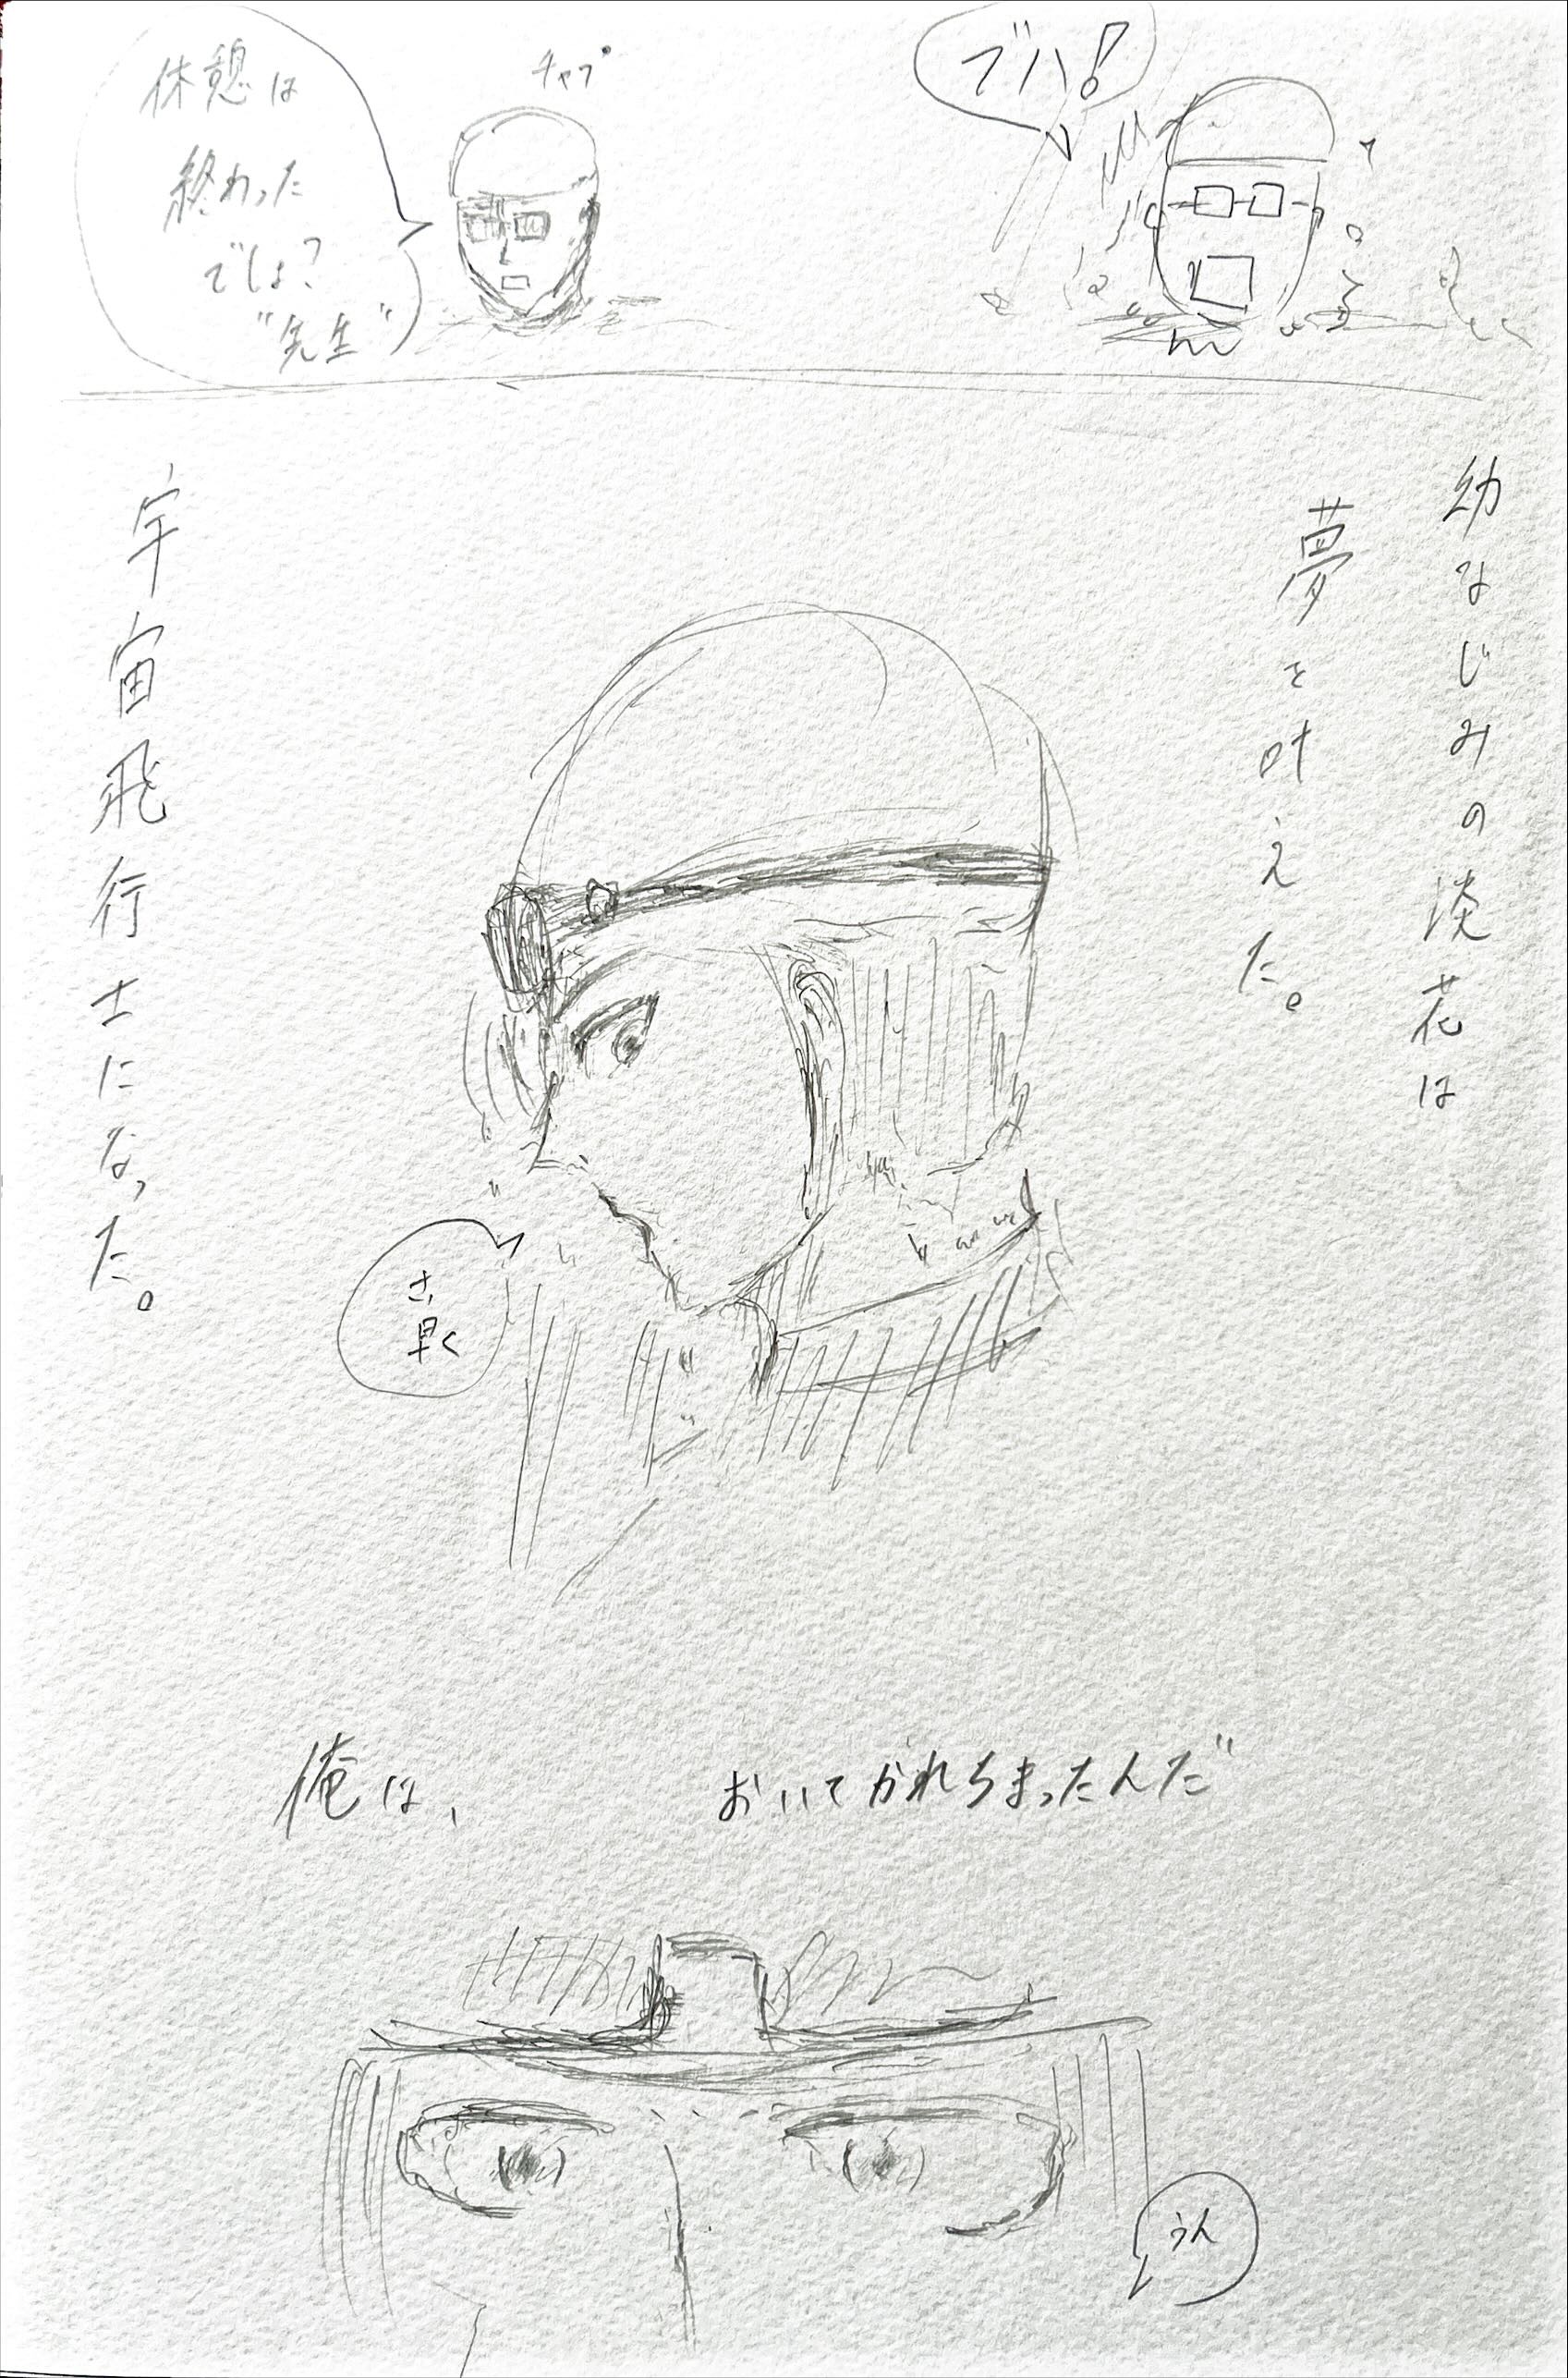 ブハ!
チャプ
休憩は
終わった
でしょ?
"先生"
幼なじみの淡花は
夢を叶えた。
宇宙飛行士になった。
さ、
早く
俺は、
おいてかれちまったんだ
うん